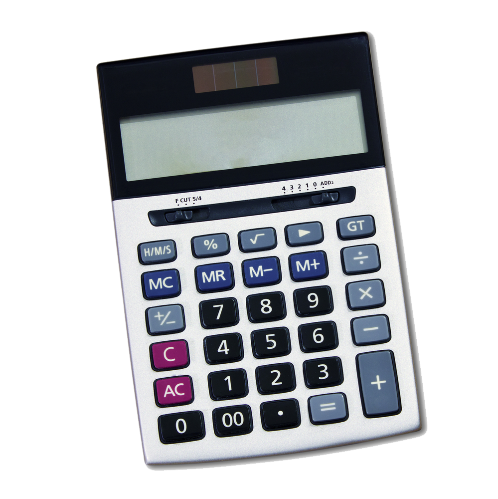 F CUT 5/4
4 3 2 1 0 ADD2
H/M/S % √ ▶ GT
MC MR M− M+ ÷
+/− 7 8 9 ×
C 4 5 6 −
AC 1 2 3 +
0 00 • =